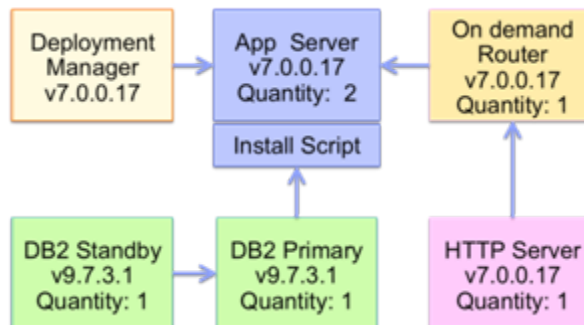 Deployment
Manager
v7.0.0.17
App Server
v7.0.0.17
Quantity: 2
On demand
Router
v7.0.0.17
Quantity: 1
Install Script
DB2 Standby
v9.7.3.1
Quantity: 1
DB2 Primary
v9.7.3.1
Quantity: 1
HTTP Server
v7.0.0.17
Quantity: 1